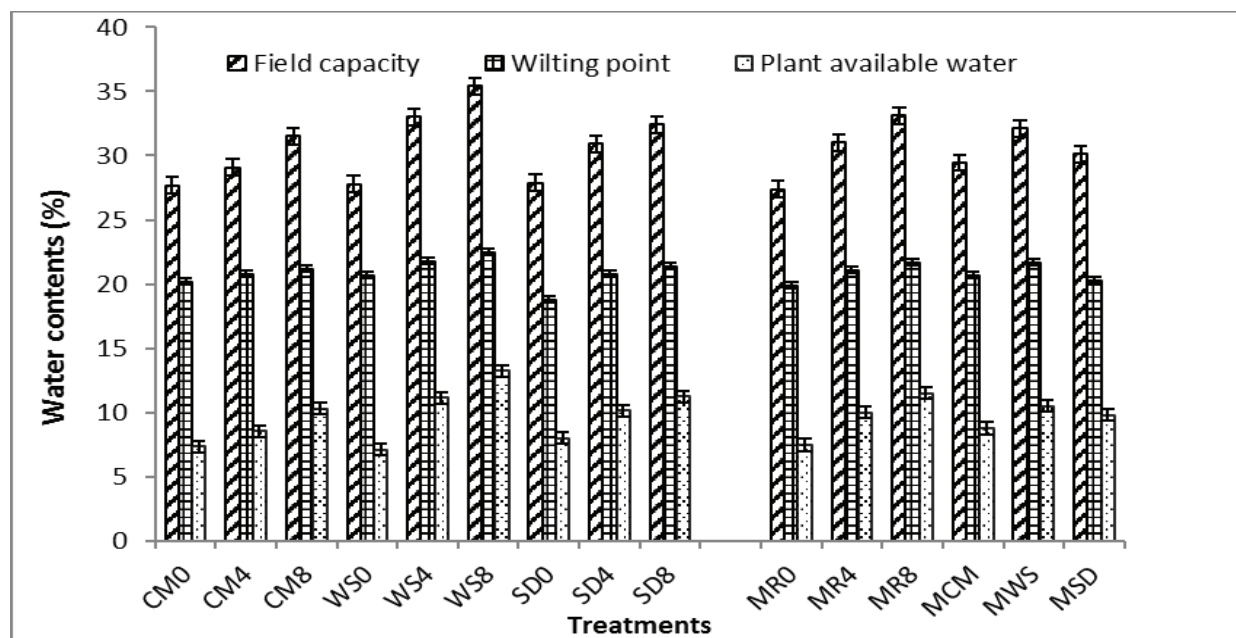 40
35
30
25
20
15
10
5
0
Water contents (%)
Field capacity Wilting point Plant available water
CM0 CM4 CM8 WS0 WS4 WS8 SD0 SD4 SD8 MR0 MR4 MR8 MCM MWS MSD
Treatments